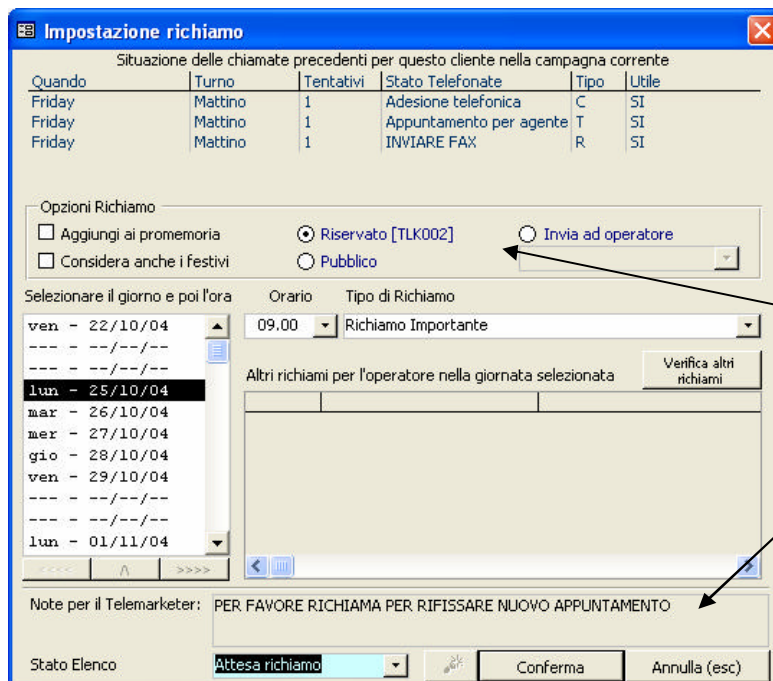 Impostazione richiamo
Situazione delle chiamate precedenti per questo cliente nella campagna corrente
Quando Turno Tentativi Stato Telefonate Tipo Utile
Friday Mattino 1 Adesione telefonica C SI
Friday Mattino 1 Appuntamento per agente T SI
Friday Mattino 1 INVIARE FAX R SI
Opzioni Richiamo
Aggiungi ai promemoria Riservato [TLK002] Invia ad operatore
Considera anche i festivi Pubblico
Selezionare il giorno e poi l'ora Orario Tipo di Richiamo
ven - 22/10/04 09.00 Richiamo Importante
--- - --/--/--
--- - --/--/--
Altri richiami per l'operatore nella giornata selezionata Verifica altri richiami
lun - 25/10/04
mar - 26/10/04
mer - 27/10/04
gio - 28/10/04
ven - 29/10/04
--- - --/--/--
--- - --/--/--
lun - 01/11/04
<<<< /\ >>>>
Note per il Telemarketer: PER FAVORE RICHIAMA PER RIFISSARE NUOVO APPUNTAMENTO
Stato Elenco Attesa richiamo Conferma Annulla (esc)